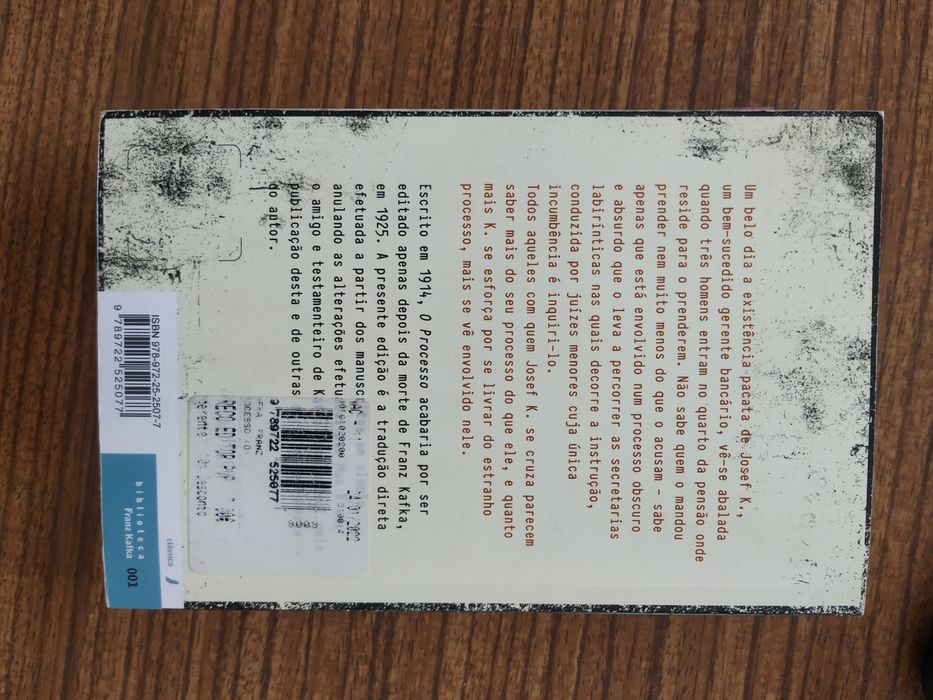 Um belo dia a existência pacata de Josef K.,
um bem-sucedido gerente bancário, vê-se abalada
quando três homens entram no quarto da pensão onde
reside para o prenderem. Não sabe quem o mandou
prender nem muito menos do que o acusam – sabe
apenas que está envolvido num processo obscuro
e absurdo que o leva a percorrer as secretarias
labirínticas nas quais decorre a instrução,
conduzida por juízes menores cuja única
incumbência é inquiri-lo.
Todos aqueles com quem Josef K. se cruza parecem
saber mais do seu processo do que ele, e quanto
mais K. se esforça por se livrar do estranho
processo, mais se vê envolvido nele.
Escrito em 1914, O Processo acabaria por ser
editado apenas depois da morte de Franz Kafka,
em 1925. A presente edição é a tradução direta
efetuada a partir dos manuscr
anulando as alterações efetu
o amigo e testamenteiro de K
publicação desta e de outras
do autor.
9 789722 525077
FRANZ
ISBN 978-972-25-2507-7
9 789722 525077
clássico
biblioteca
Franz Kafka 001